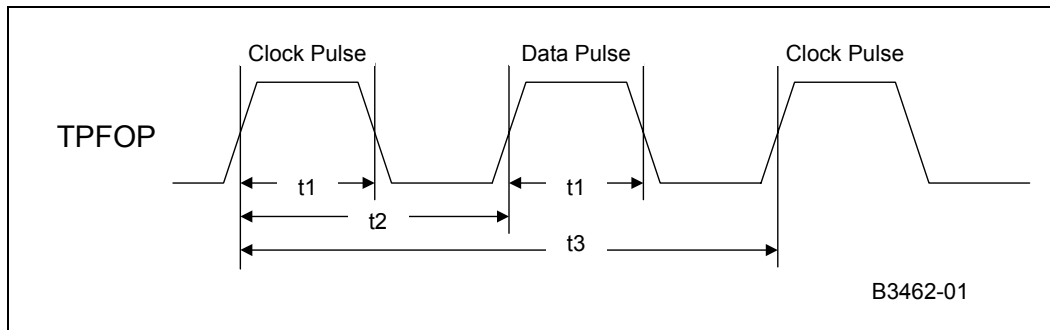 Clock Pulse
Data Pulse
Clock Pulse
TPFOP
t1
t1
t2
t3
B3462-01